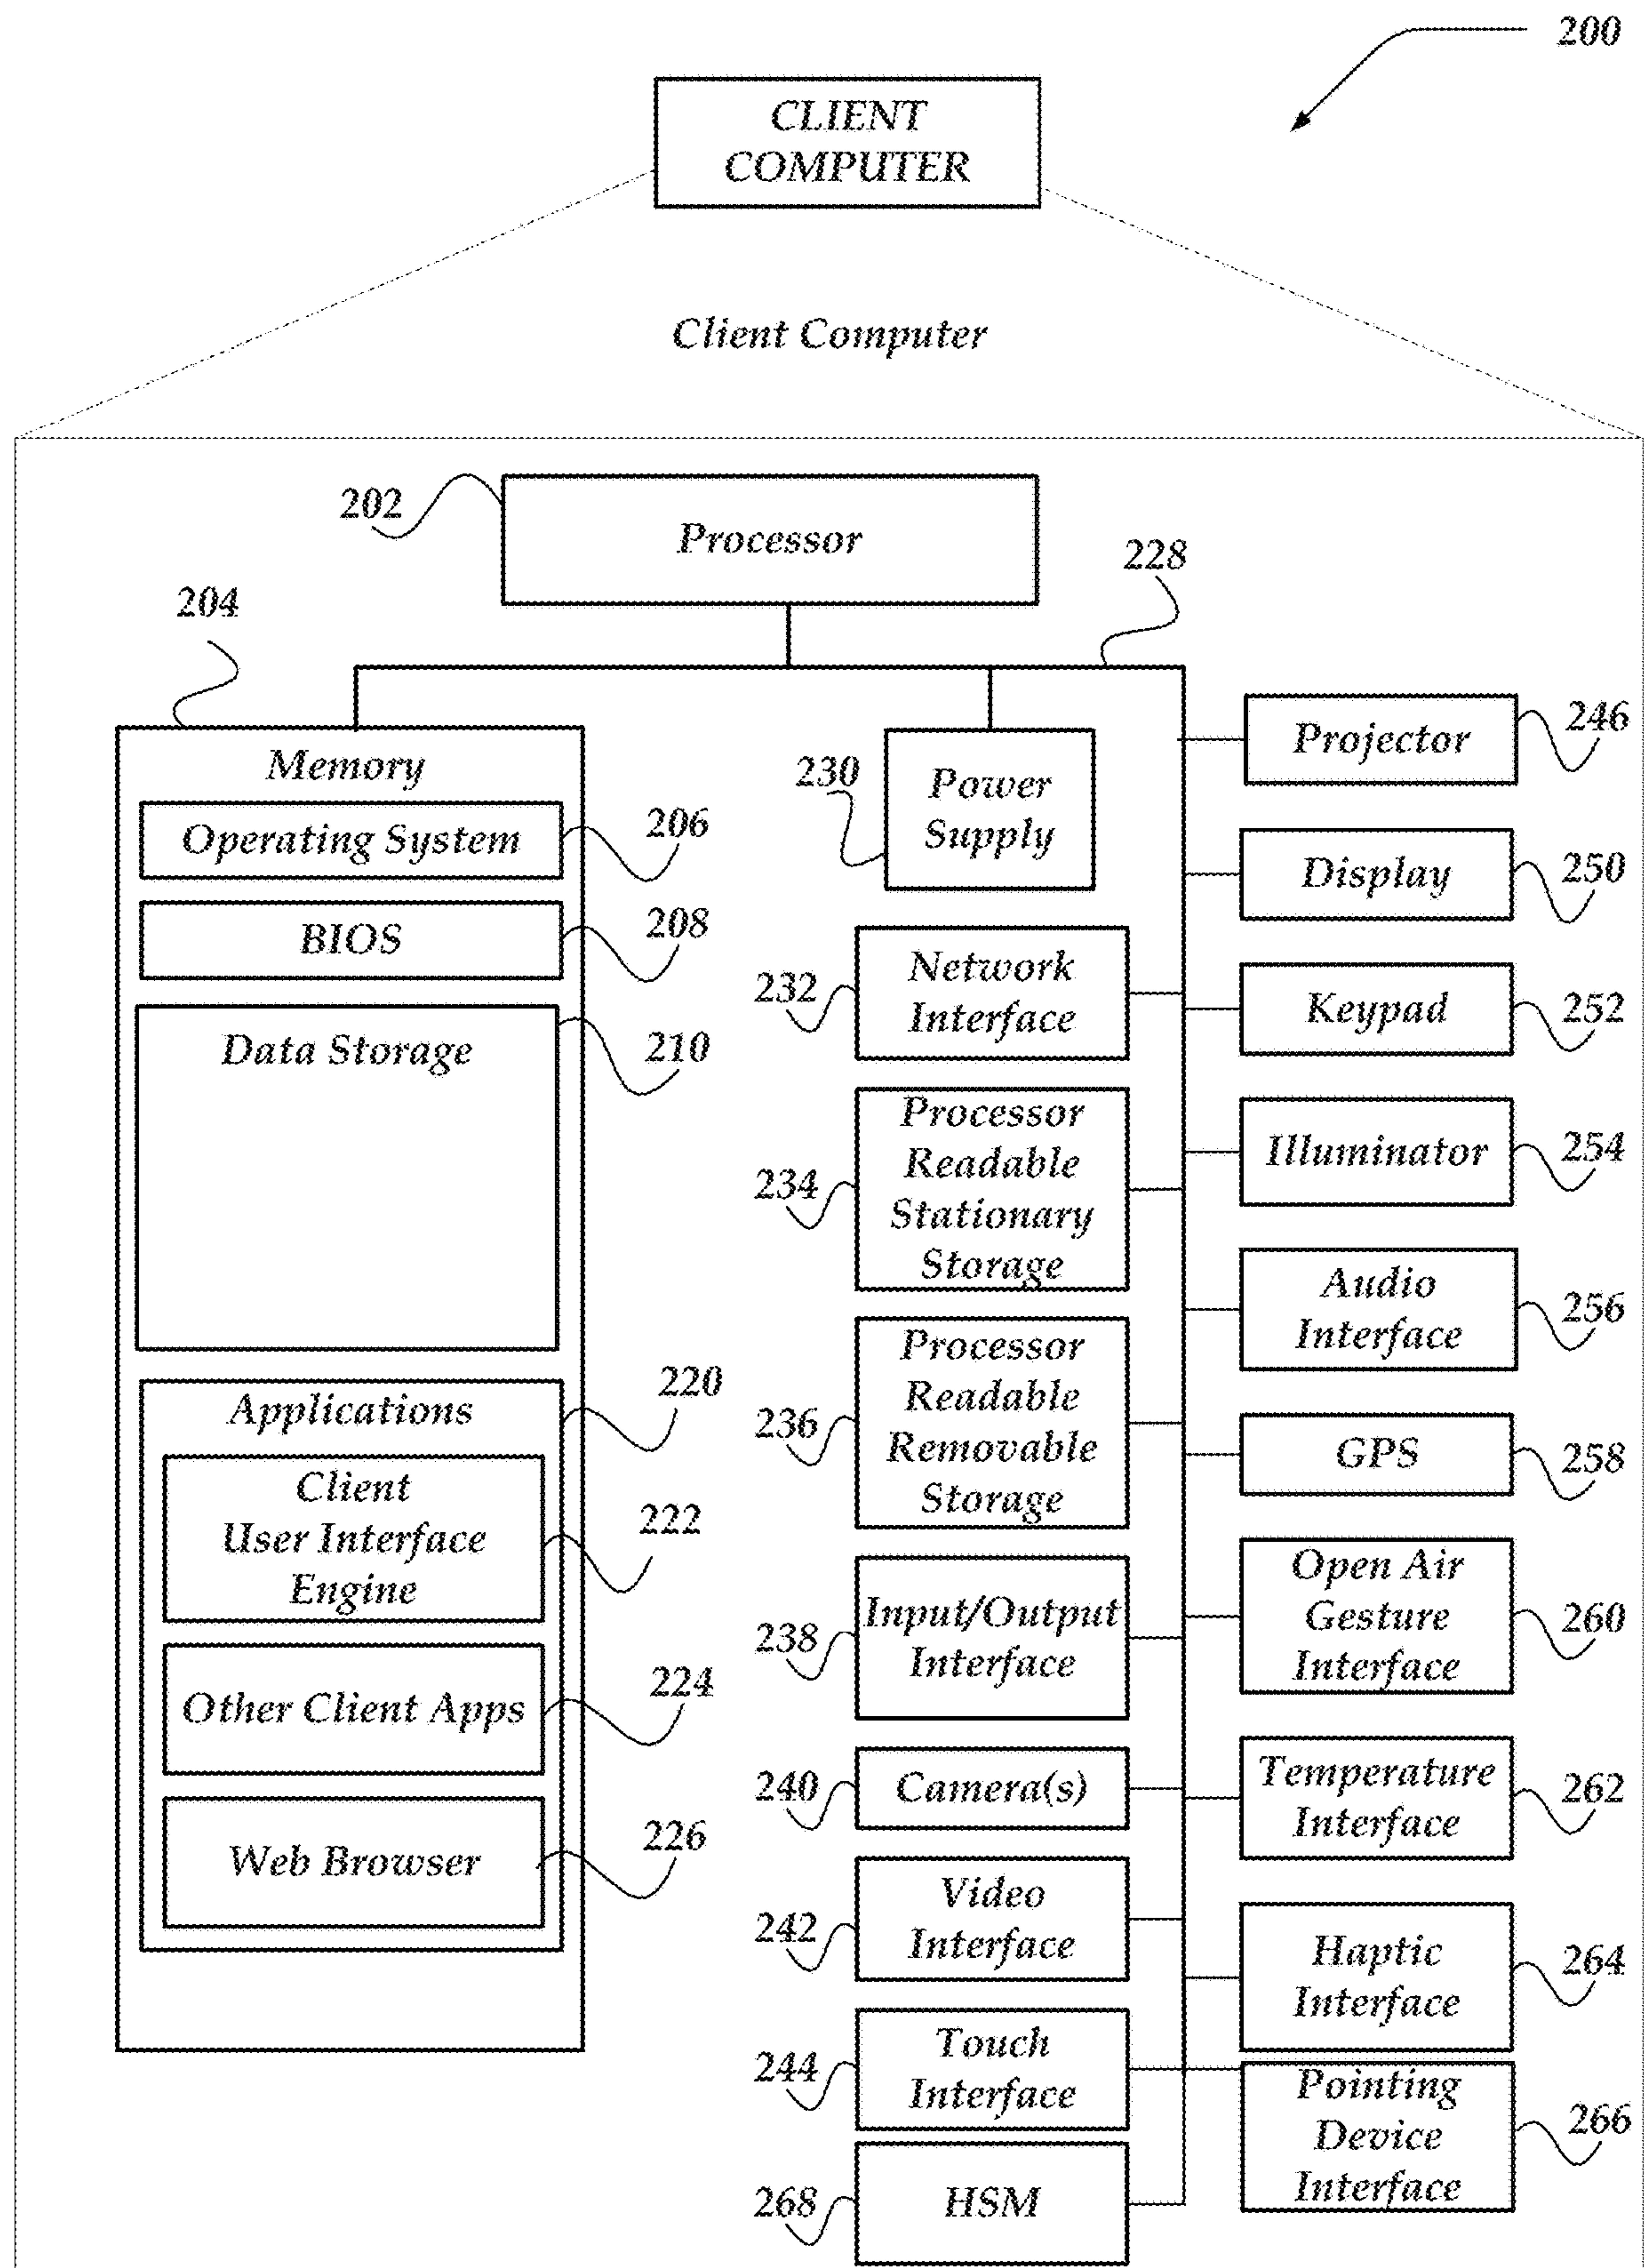 200
CLIENT
COMPUTER
Client Computer
202
Processor
228
204
Memory
Operating System
206
BIOS
208
Data Storage
210
Applications
220
Client
User Interface
Engine
222
Other Client Apps
224
Web Browser
226
230
Power
Supply
232
Network
Interface
234
Processor
Readable
Stationary
Storage
236
Processor
Readable
Removable
Storage
238
Input/Output
Interface
240
Camera(s)
242
Video
Interface
244
Touch
Interface
268
HSM
Projector
246
Display
250
Keypad
252
Illuminator
254
Audio
Interface
256
GPS
258
Open Air
Gesture
Interface
260
Temperature
Interface
262
Haptic
Interface
264
Pointing
Device
Interface
266